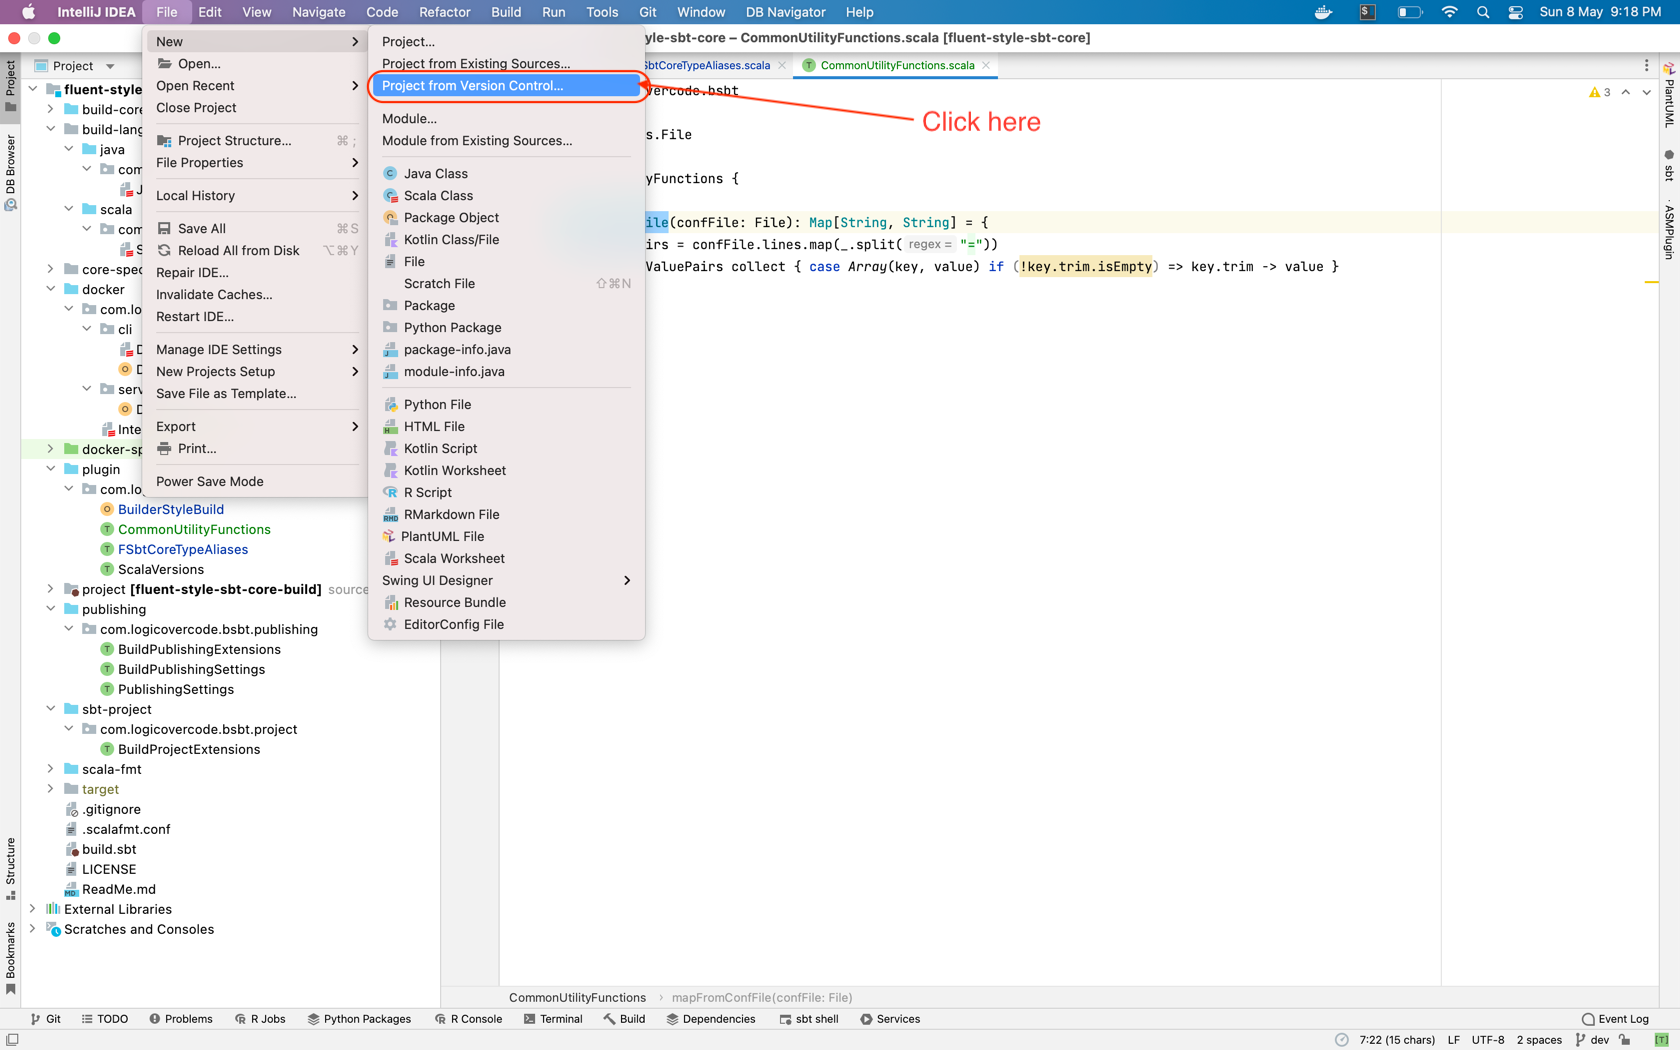 IntelliJ IDEA File Edit View Navigate Code Refactor Build Run Tools Git Window DB Navigator Help $ Sun 8 May 9:18 PM
yle-sbt-core – CommonUtilityFunctions.scala [fluent-style-sbt-core]
Project
DB Browser
Structure
Bookmarks
Project
fluent-style
build-core
build-lang
java
com
J
scala
com
S
core-spec
docker
com.lo
cli
D
D
serv
D
Inte
docker-sp
plugin
com.lo
BuilderStyleBuild
CommonUtilityFunctions
FSbtCoreTypeAliases
ScalaVersions
project [fluent-style-sbt-core-build] source
publishing
com.logicovercode.bsbt.publishing
BuildPublishingExtensions
BuildPublishingSettings
PublishingSettings
sbt-project
com.logicovercode.bsbt.project
BuildProjectExtensions
scala-fmt
target
.gitignore
.scalafmt.conf
build.sbt
LICENSE
ReadMe.md
External Libraries
Scratches and Consoles
New
Open...
Open Recent
Close Project
Project Structure... ⌘ ;
File Properties
Local History
Save All ⌘S
Reload All from Disk ⌥⌘Y
Repair IDE...
Invalidate Caches...
Restart IDE...
Manage IDE Settings
New Projects Setup
Save File as Template...
Export
Print...
Power Save Mode
Project...
Project from Existing Sources...
Project from Version Control...
Module...
Module from Existing Sources...
Java Class
Scala Class
Package Object
Kotlin Class/File
File
Scratch File ⇧⌘N
Package
Python Package
package-info.java
module-info.java
Python File
HTML File
Kotlin Script
Kotlin Worksheet
R Script
RMarkdown File
PlantUML File
Scala Worksheet
Swing UI Designer
Resource Bundle
EditorConfig File
SbtCoreTypeAliases.scala CommonUtilityFunctions.scala
Click here
3
vercode.bsbt
s.File
yFunctions {
ile(confFile: File): Map[String, String] = {
irs = confFile.lines.map(_.split( regex = "="))
ValuePairs collect { case Array(key, value) if (!key.trim.isEmpty) => key.trim -> value }
PlantUML
sbt
ASMPlugin
CommonUtilityFunctions › mapFromConfFile(confFile: File)
Git TODO Problems R Jobs Python Packages R Console Terminal Build Dependencies sbt shell Services Event Log
7:22 (15 chars) LF UTF-8 2 spaces dev [T]